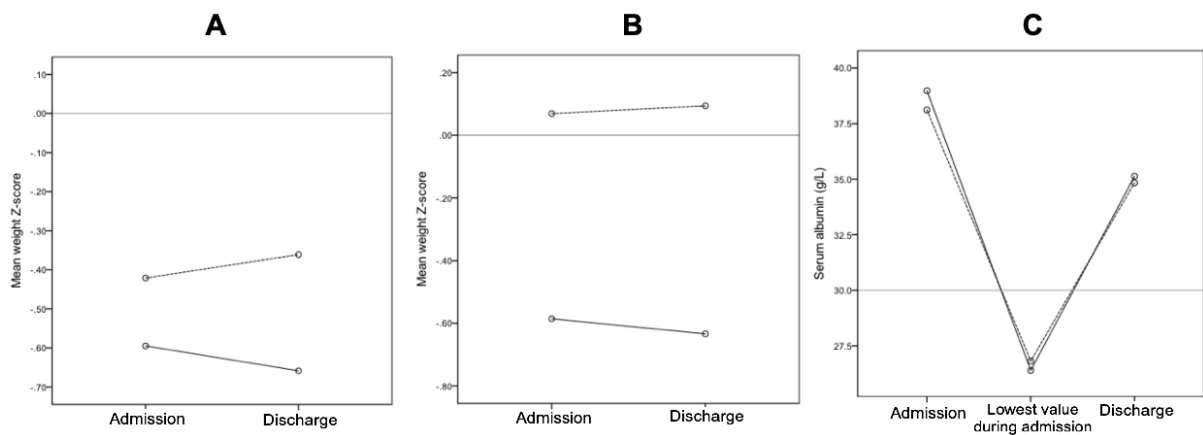 A
Mean weight Z-score
.10
.00
-.10
-.20
-.30
-.40
-.50
-.60
-.70
Admission
Discharge
B
Mean weight Z-score
.20
.00
-.20
-.40
-.60
-.80
Admission
Discharge
C
Serum albumin (g/L)
40.0
37.5
35.0
32.5
30.0
27.5
Admission
Lowest value
during admission
Discharge